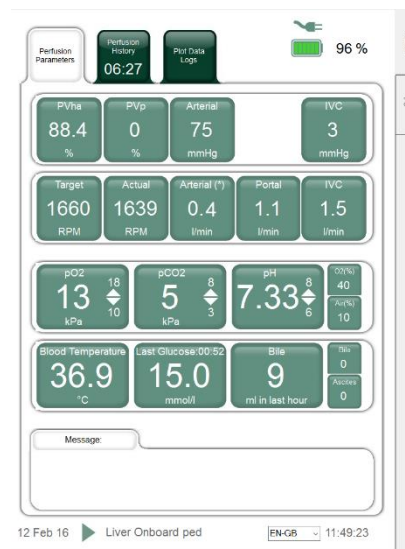 Perfusion Parameters
Perfusion History
06:27
Plot Data Logs
96 %
PVha PVp Arterial IVC
88.4 0 75 3
% % mmHg mmHg
Target Actual Arterial (*) Portal IVC
1660 1639 0.4 1.1 1.5
RPM RPM l/min l/min l/min
pO2 pCO2 pH O2(%)
18 8 8 40
13 5 7.33 Air(%)
10 3 6 10
kPa kPa
Blood Temperature Last Glucose:00:52 Bile Bile
36.9 15.0 9 0
Ascites
°C mmol/l ml in last hour 0
Message:
12 Feb 16 Liver Onboard ped EN-GB 11:49:23